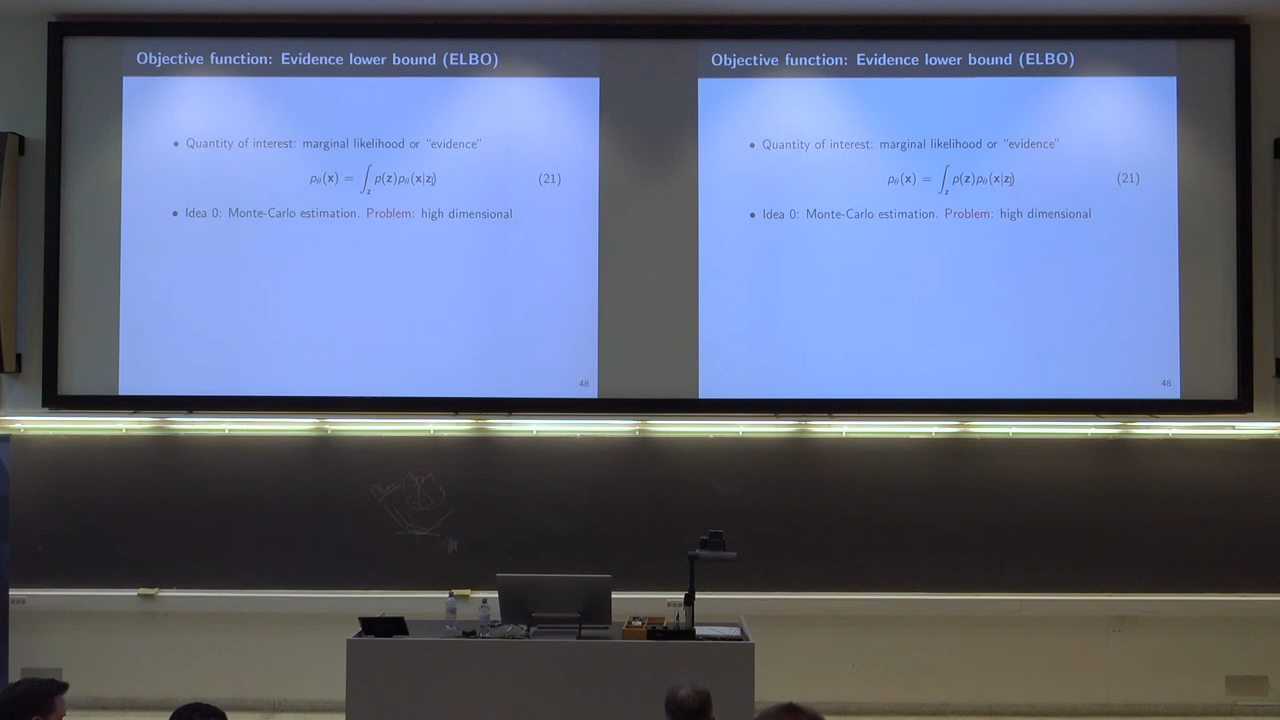 Objective function: Evidence lower bound (ELBO)
• Quantity of interest: marginal likelihood or “evidence”
pθ(x) = ∫z p(z)pθ(x|z) (21)
• Idea 0: Monte-Carlo estimation. Problem: high dimensional
48
Objective function: Evidence lower bound (ELBO)
• Quantity of interest: marginal likelihood or “evidence”
pθ(x) = ∫z p(z)pθ(x|z) (21)
• Idea 0: Monte-Carlo estimation. Problem: high dimensional
48